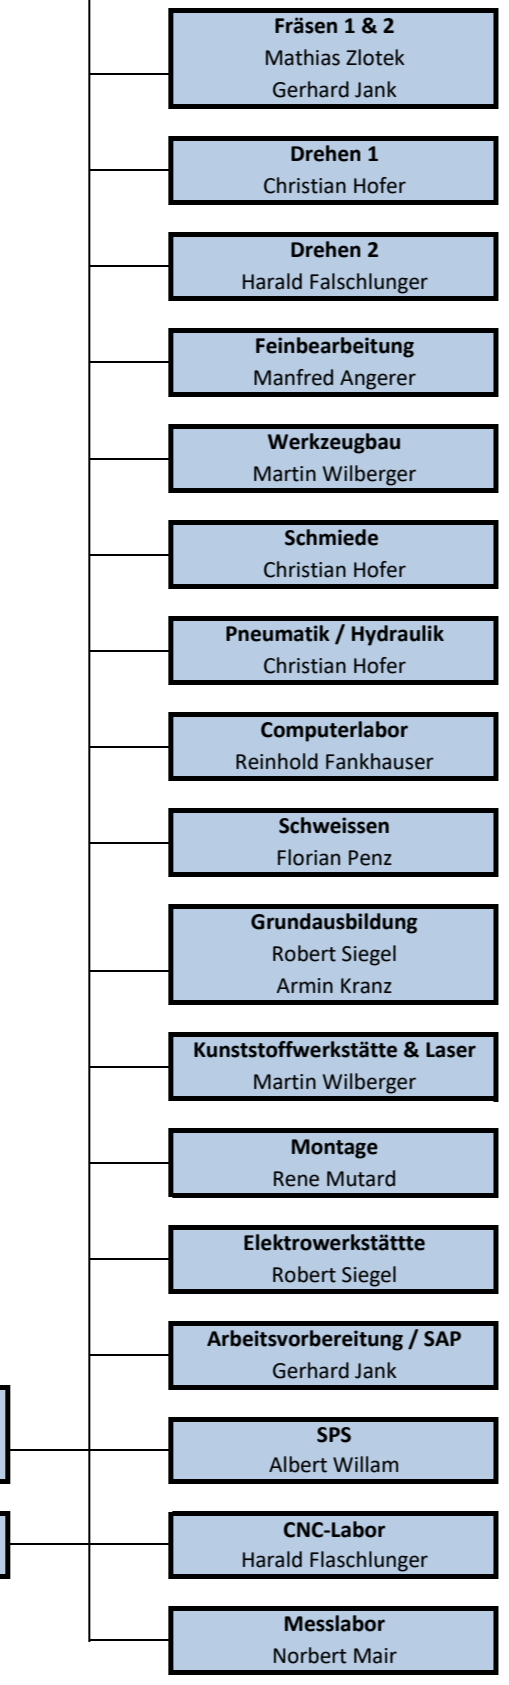 Fräsen 1 & 2
Mathias Zlotek
Gerhard Jank
Drehen 1
Christian Hofer
Drehen 2
Harald Falschlunger
Feinbearbeitung
Manfred Angerer
Werkzeugbau
Martin Wilberger
Schmiede
Christian Hofer
Pneumatik / Hydraulik
Christian Hofer
Computerlabor
Reinhold Fankhauser
Schweissen
Florian Penz
Grundausbildung
Robert Siegel
Armin Kranz
Kunststoffwerkstätte & Laser
Martin Wilberger
Montage
Rene Mutard
Elektrowerkstättte
Robert Siegel
Arbeitsvorbereitung / SAP
Gerhard Jank
SPS
Albert Willam
CNC-Labor
Harald Flaschlunger
Messlabor
Norbert Mair